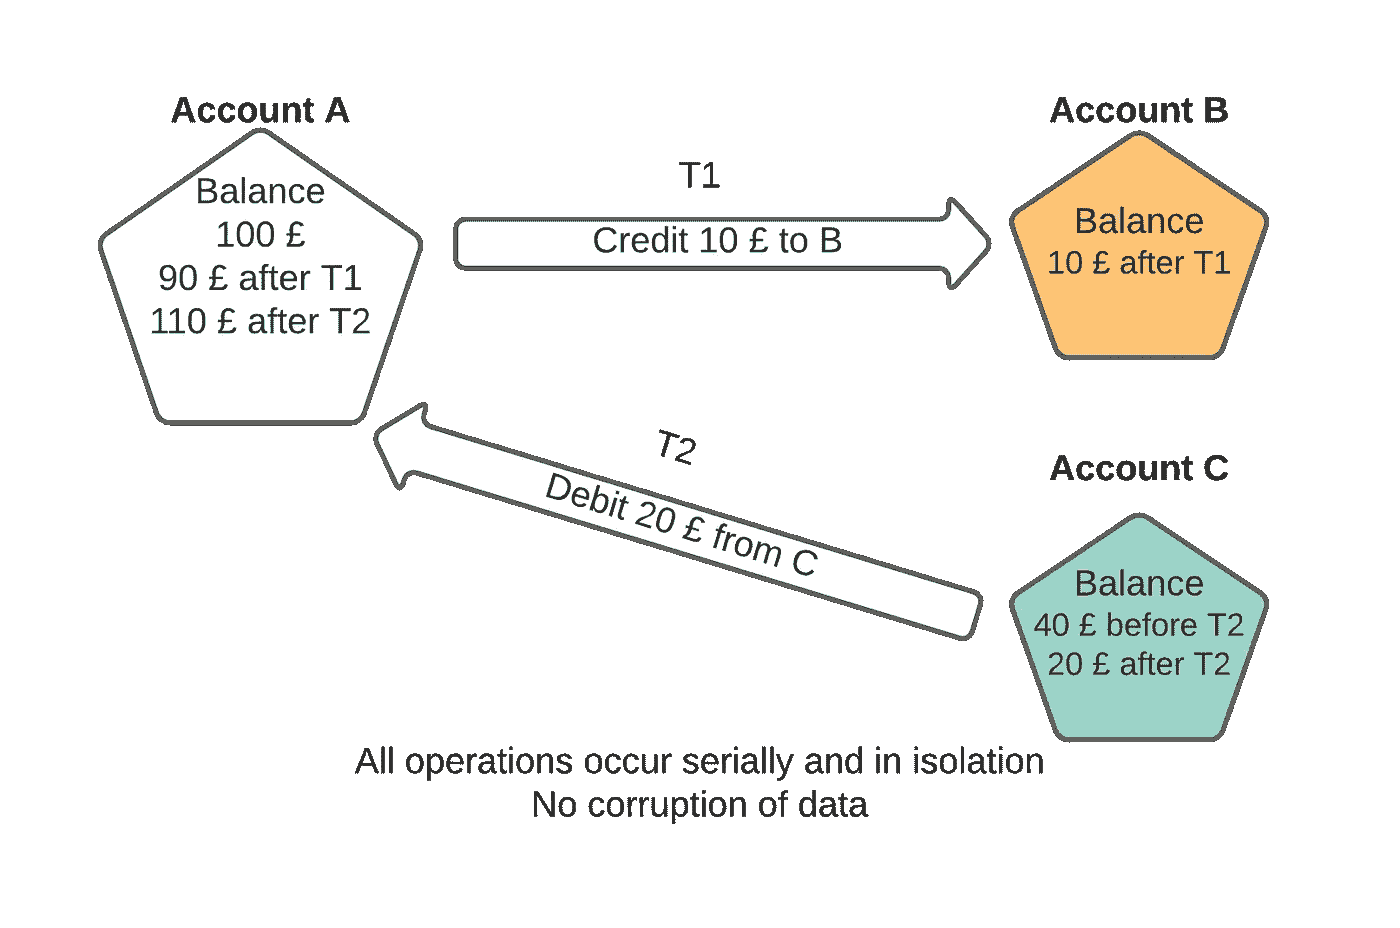 Account A
Balance
100 £
90 £ after T1
110 £ after T2
T1
Credit 10 £ to B
Account B
Balance
10 £ after T1
T2
Debit 20 £ from C
Account C
Balance
40 £ before T2
20 £ after T2
All operations occur serially and in isolation
No corruption of data